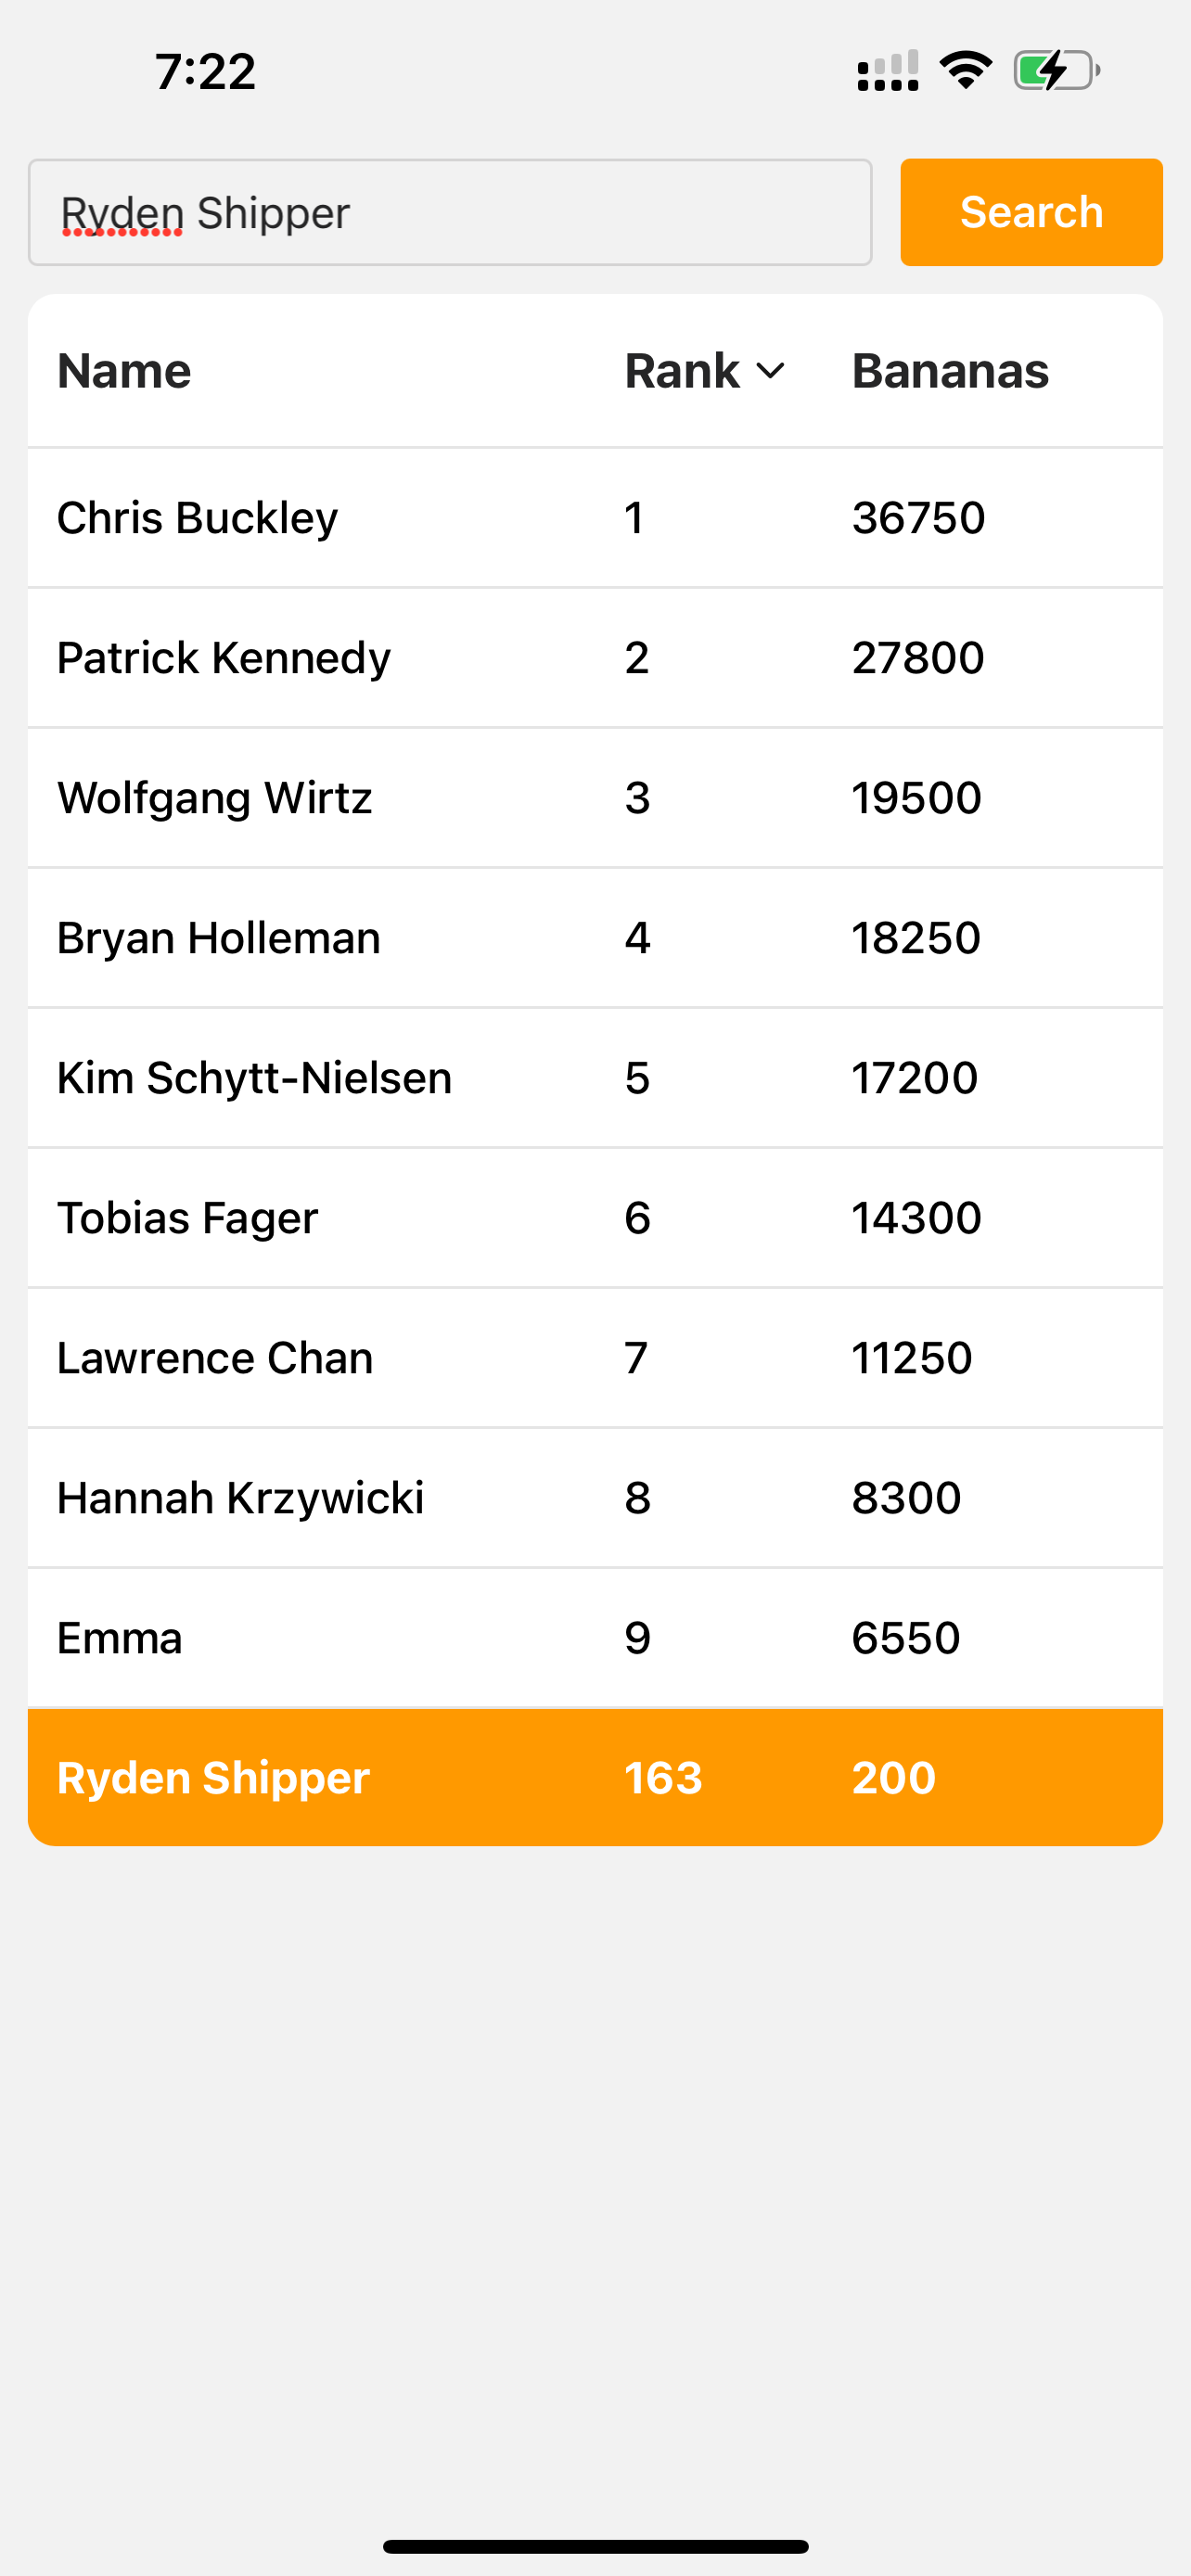 7:22
Ryden Shipper Search
Name Rank Bananas
Chris Buckley 1 36750
Patrick Kennedy 2 27800
Wolfgang Wirtz 3 19500
Bryan Holleman 4 18250
Kim Schytt-Nielsen 5 17200
Tobias Fager 6 14300
Lawrence Chan 7 11250
Hannah Krzywicki 8 8300
Emma 9 6550
Ryden Shipper 163 200